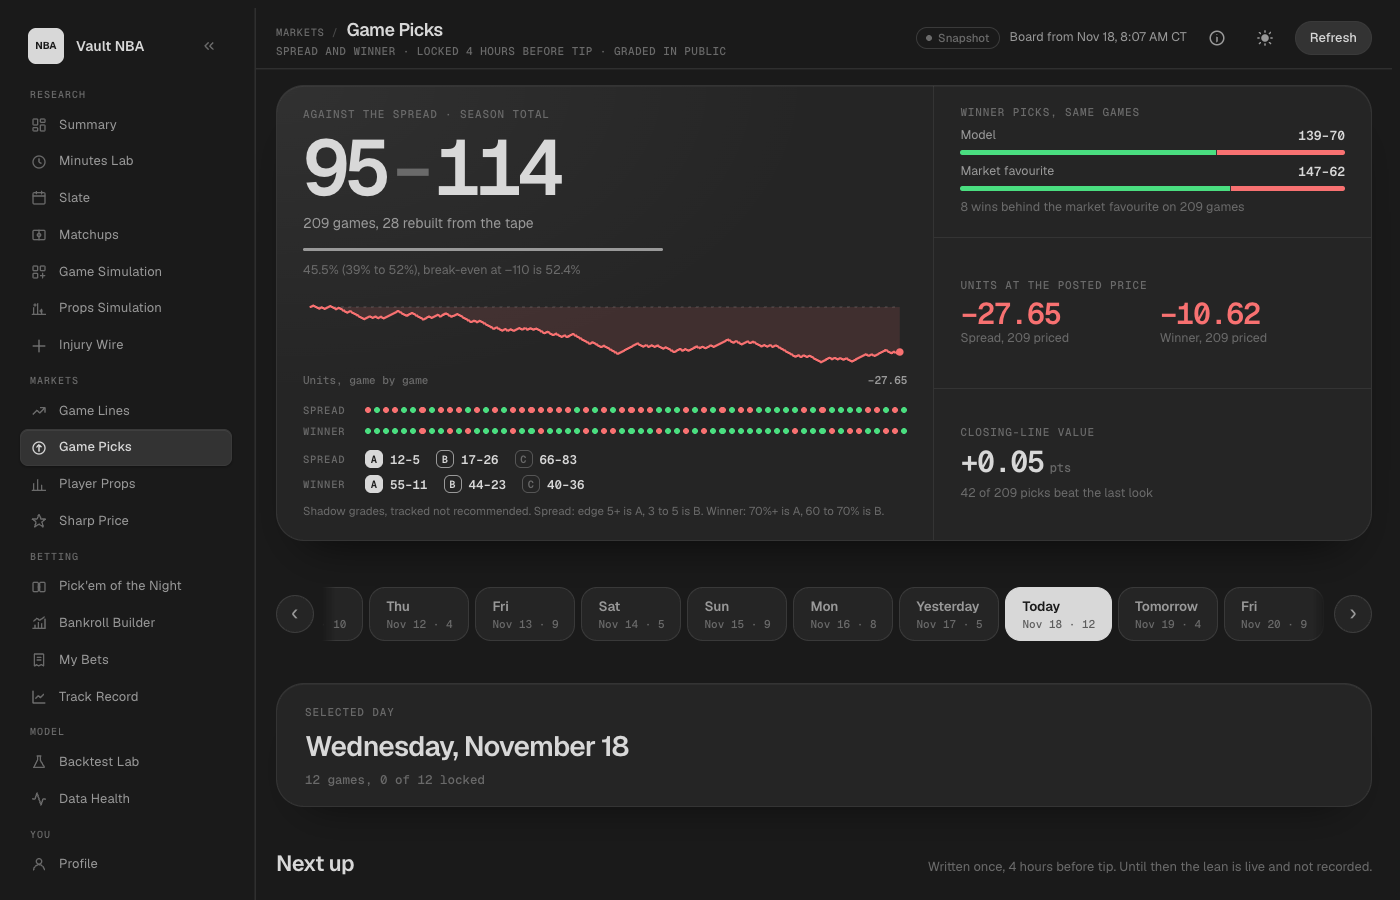 NBA
Vault NBA
RESEARCH
Summary
Minutes Lab
Slate
Matchups
Game Simulation
Props Simulation
Injury Wire
MARKETS
Game Lines
Game Picks
Player Props
Sharp Price
BETTING
Pick'em of the Night
Bankroll Builder
My Bets
Track Record
MODEL
Backtest Lab
Data Health
YOU
Profile
MARKETS / Game Picks
SPREAD AND WINNER · LOCKED 4 HOURS BEFORE TIP · GRADED IN PUBLIC
Snapshot
Board from Nov 18, 8:07 AM CT
Refresh
AGAINST THE SPREAD · SEASON TOTAL
95–114
209 games, 28 rebuilt from the tape
45.5% (39% to 52%), break-even at −110 is 52.4%
Units, game by game
−27.65
SPREAD
WINNER
SPREAD A 12–5 B 17–26 C 66–83
WINNER A 55–11 B 44–23 C 40–36
Shadow grades, tracked not recommended. Spread: edge 5+ is A, 3 to 5 is B. Winner: 70%+ is A, 60 to 70% is B.
WINNER PICKS, SAME GAMES
Model 139–70
Market favourite 147–62
8 wins behind the market favourite on 209 games
UNITS AT THE POSTED PRICE
−27.65
Spread, 209 priced
−10.62
Winner, 209 priced
CLOSING-LINE VALUE
+0.05 pts
42 of 209 picks beat the last look
10
Thu
Nov 12 · 4
Fri
Nov 13 · 9
Sat
Nov 14 · 5
Sun
Nov 15 · 9
Mon
Nov 16 · 8
Yesterday
Nov 17 · 5
Today
Nov 18 · 12
Tomorrow
Nov 19 · 4
Fri
Nov 20 · 9
SELECTED DAY
Wednesday, November 18
12 games, 0 of 12 locked
Next up
Written once, 4 hours before tip. Until then the lean is live and not recorded.